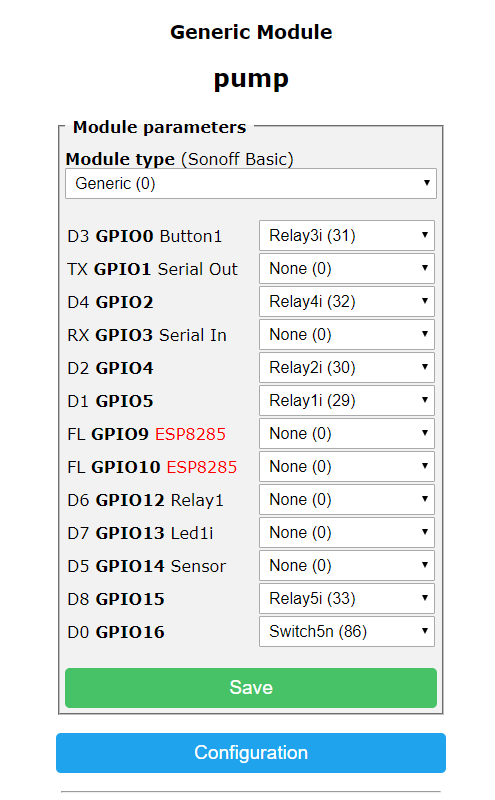 Generic Module
pump
Module parameters
Module type (Sonoff Basic)
Generic (0)
D3 GPIO0 Button1 Relay3i (31)
TX GPIO1 Serial Out None (0)
D4 GPIO2 Relay4i (32)
RX GPIO3 Serial In None (0)
D2 GPIO4 Relay2i (30)
D1 GPIO5 Relay1i (29)
FL GPIO9 ESP8285 None (0)
FL GPIO10 ESP8285 None (0)
D6 GPIO12 Relay1 None (0)
D7 GPIO13 Led1i None (0)
D5 GPIO14 Sensor None (0)
D8 GPIO15 Relay5i (33)
D0 GPIO16 Switch5n (86)
Save
Configuration